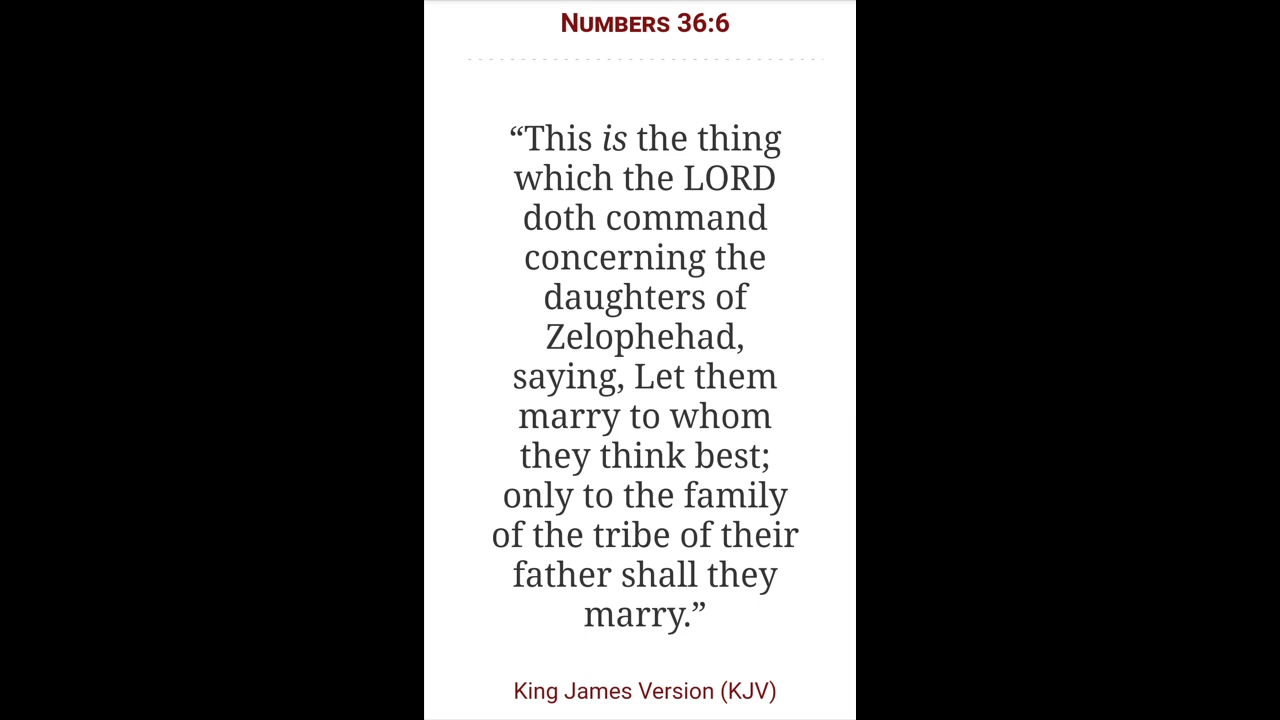 Numbers 36:6
“This is the thing
which the LORD
doth command
concerning the
daughters of
Zelophehad,
saying, Let them
marry to whom
they think best;
only to the family
of the tribe of their
father shall they
marry.”
King James Version (KJV)